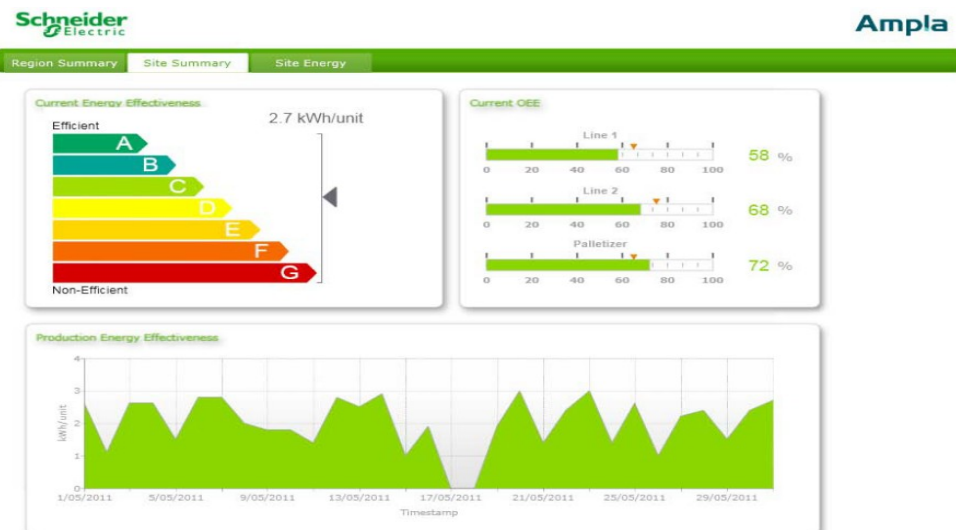 Schneider
Electric
Ampla
Region Summary Site Summary Site Energy
Current Energy Effectiveness
2.7 kWh/unit
Efficient
A
B
C
D
E
F
G
Non-Efficient
Current OEE
Line 1
58 %
0 20 40 60 80 100
Line 2
68 %
0 20 40 60 80 100
Palletizer
72 %
0 20 40 60 80 100
Production Energy Effectiveness
4
3
2
1
0
kWh/unit
1/05/2011 5/05/2011 9/05/2011 13/05/2011 17/05/2011 21/05/2011 25/05/2011 29/05/2011
Timestamp